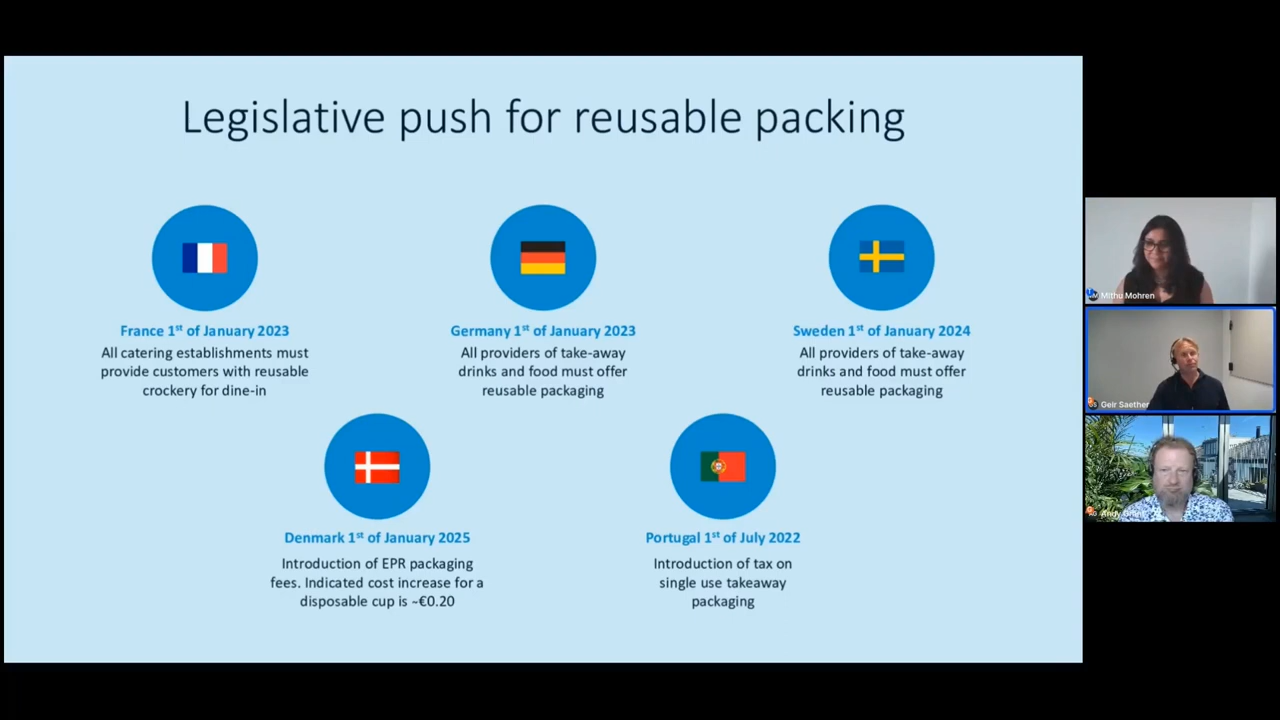 Legislative push for reusable packing
France 1st of January 2023
All catering establishments must
provide customers with reusable
crockery for dine-in
Germany 1st of January 2023
All providers of take-away
drinks and food must offer
reusable packaging
Sweden 1st of January 2024
All providers of take-away
drinks and food must offer
reusable packaging
Denmark 1st of January 2025
Introduction of EPR packaging
fees. Indicated cost increase for a
disposable cup is ~€0.20
Portugal 1st of July 2022
Introduction of tax on
single use takeaway
packaging
Mithu Mohren
Geir Saether
Andy